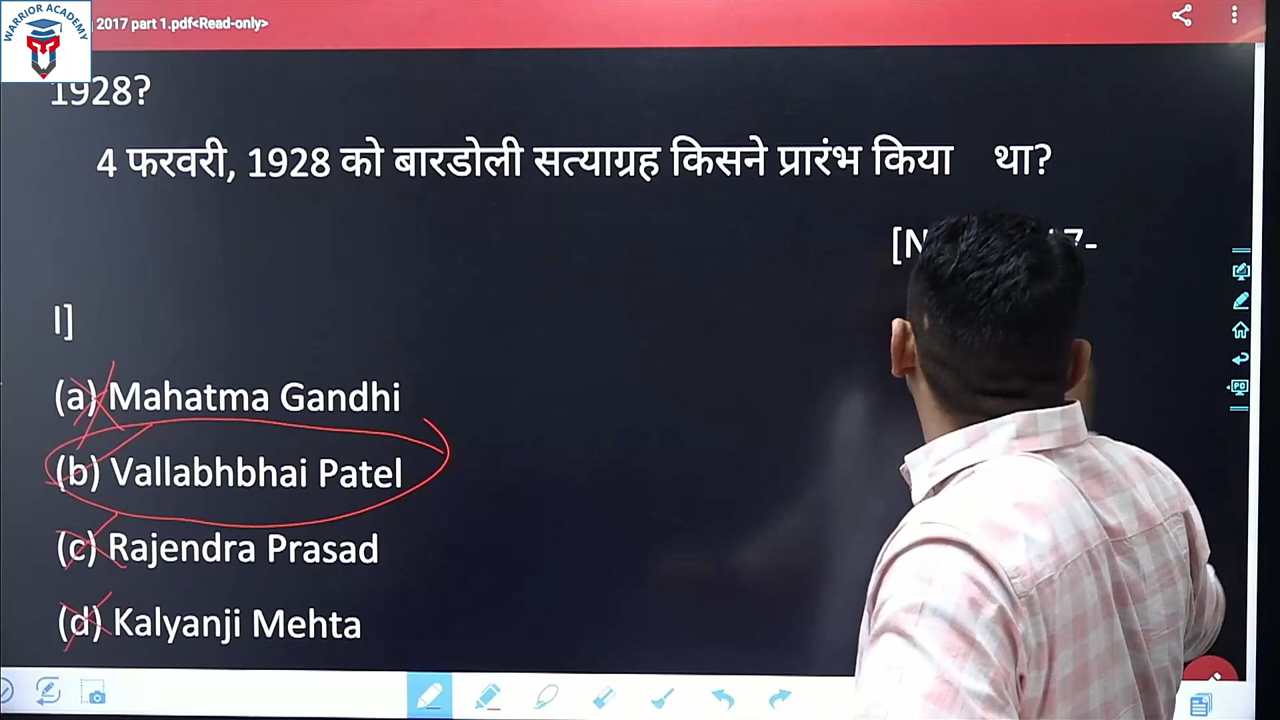 WARRIOR ACADEMY
2017 part 1.pdf<Read-only>
1928?
4 फरवरी, 1928 को बारडोली सत्याग्रह किसने प्रारंभ किया था?
[N 7-
I]
(a) Mahatma Gandhi
(b) Vallabhbhai Patel
(c) Rajendra Prasad
(d) Kalyanji Mehta